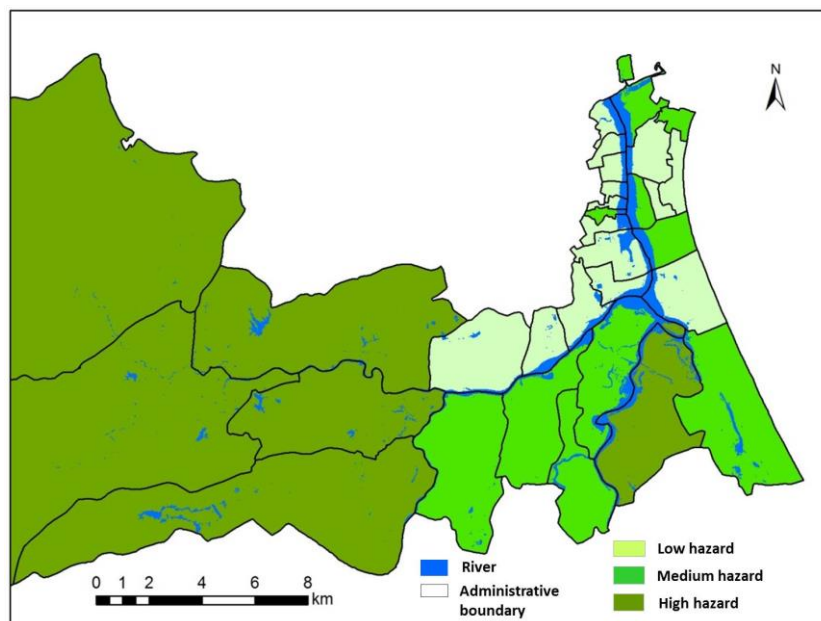 N
0 1 2 4 6 8
km
River
Administrative
boundary
Low hazard
Medium hazard
High hazard